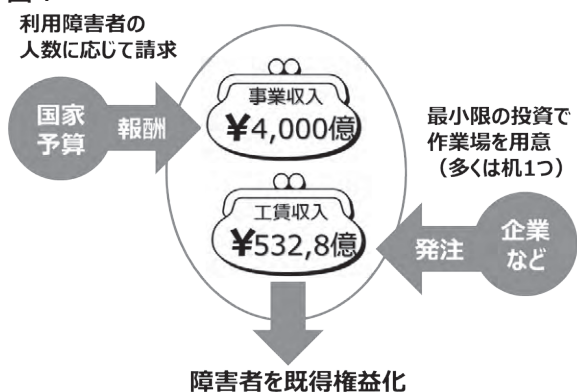 利用障害者の
人数に応じて請求
国家
予算
報酬
事業収入
¥4,000億
最小限の投資で
作業場を用意
（多くは机1つ）
工賃収入
¥532,8億
発注
企業
など
障害者を既得権益化